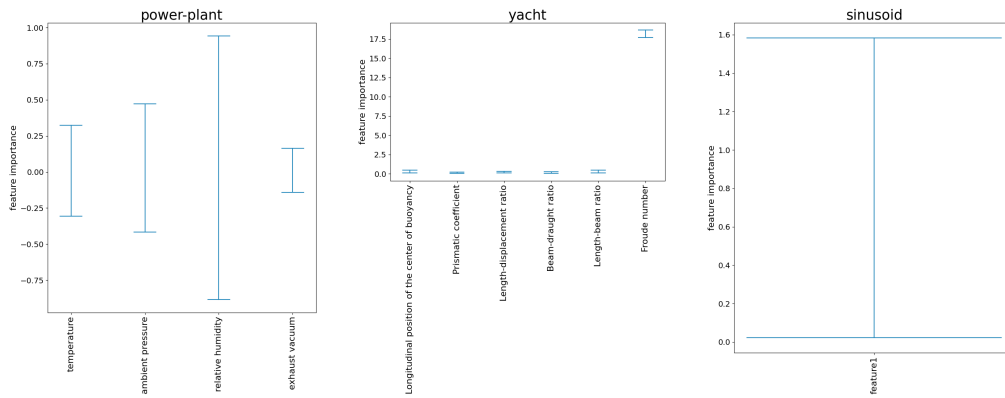 power-plant
feature importance
1.00
0.75
0.50
0.25
0.00
−0.25
−0.50
−0.75
temperature
ambient pressure
relative humidity
exhaust vacuum
yacht
feature importance
17.5
15.0
12.5
10.0
7.5
5.0
2.5
0.0
Longitudinal position of the center of buoyancy
Prismatic coefficient
Length-displacement ratio
Beam-draught ratio
Length-beam ratio
Froude number
sinusoid
feature importance
1.6
1.4
1.2
1.0
0.8
0.6
0.4
0.2
0.0
feature1